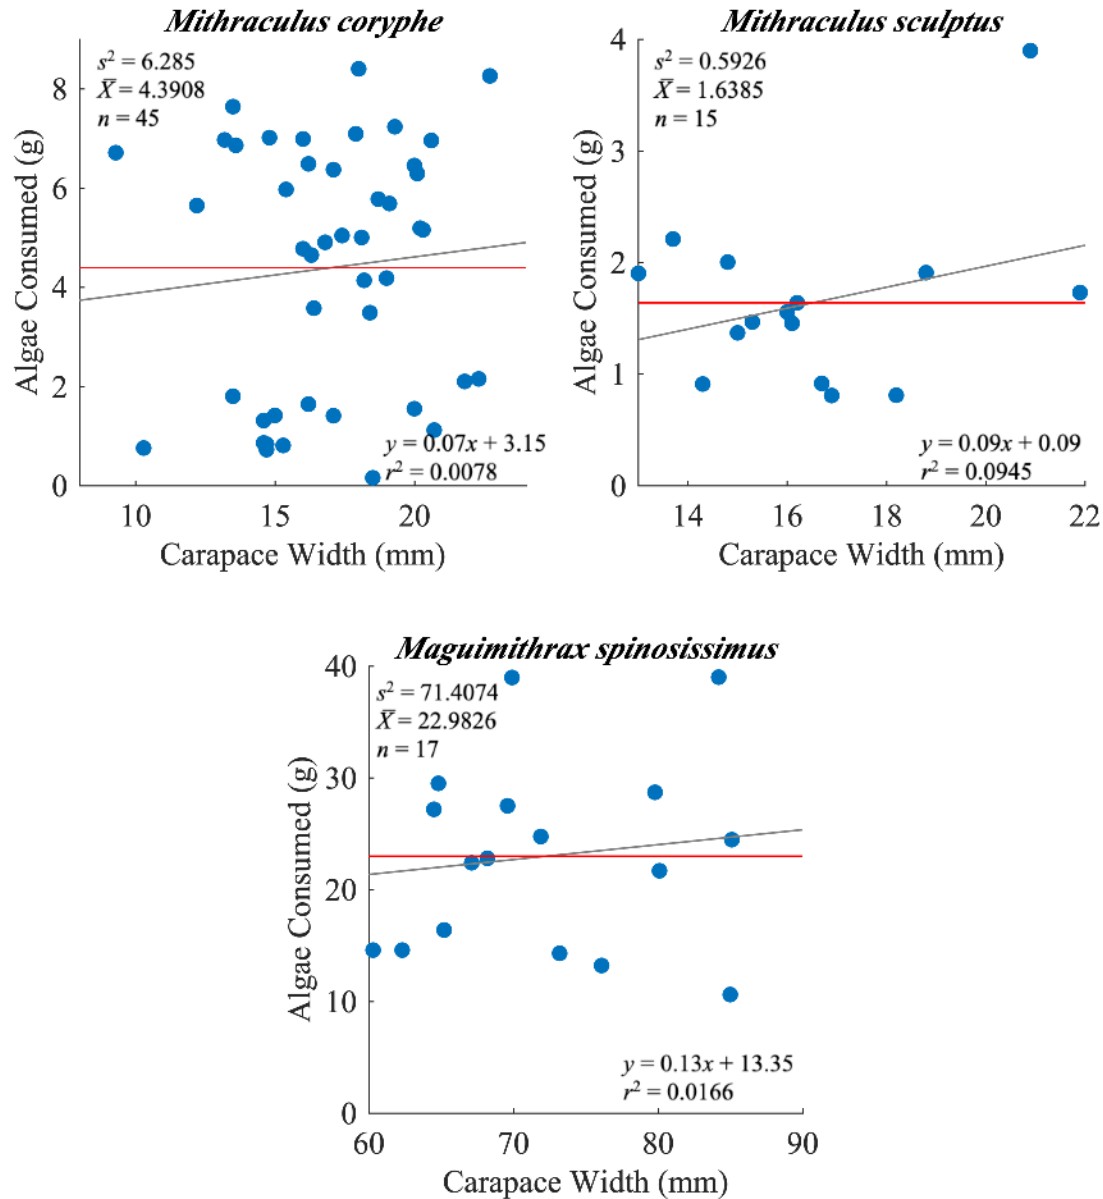 Mithraculus coryphe
s² = 6.285
X̄ = 4.3908
n = 45
Algae Consumed (g)
8
6
4
2
0
y = 0.07x + 3.15
r² = 0.0078
10 15 20
Carapace Width (mm)
Mithraculus sculptus
s² = 0.5926
X̄ = 1.6385
n = 15
Algae Consumed (g)
4
3
2
1
0
y = 0.09x + 0.09
r² = 0.0945
14 16 18 20 22
Carapace Width (mm)
Maguimithrax spinosissimus
s² = 71.4074
X̄ = 22.9826
n = 17
Algae Consumed (g)
40
30
20
10
0
y = 0.13x + 13.35
r² = 0.0166
60 70 80 90
Carapace Width (mm)